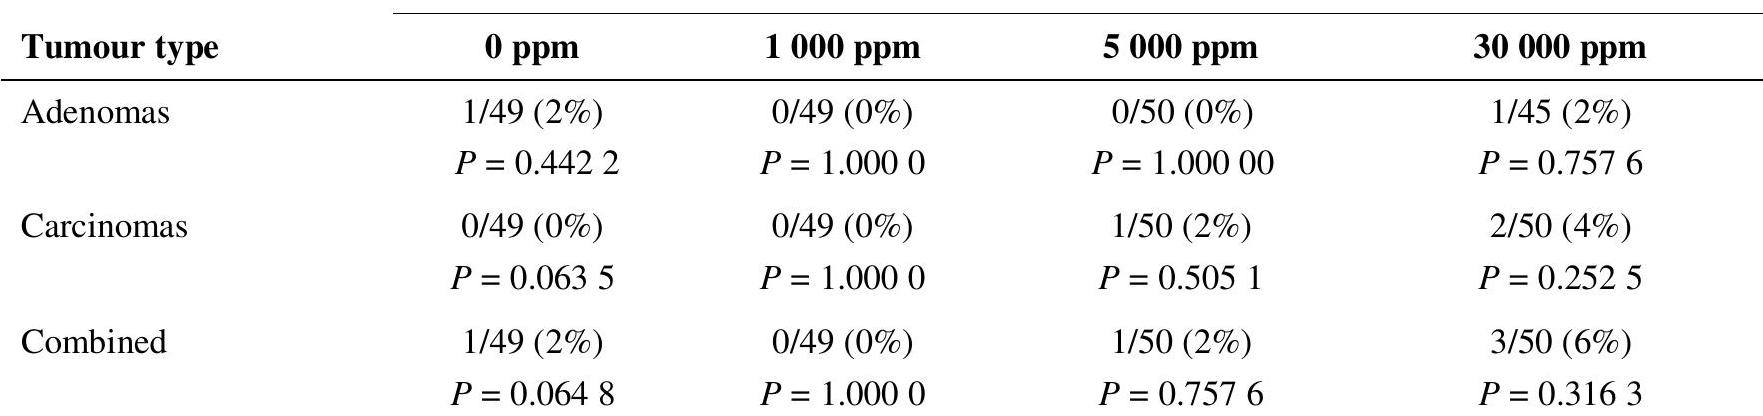 Tumour type 0 ppm 1 000 ppm 5 000 ppm 30 000 ppm
Adenomas 1/49 (2%) 0/49 (0%) 0/50 (0%) 1/45 (2%)
P = 0.442 2 P = 1.000 0 P = 1.000 00 P = 0.757 6
Carcinomas 0/49 (0%) 0/49 (0%) 1/50 (2%) 2/50 (4%)
P = 0.063 5 P = 1.000 0 P = 0.505 1 P = 0.252 5
Combined 1/49 (2%) 0/49 (0%) 1/50 (2%) 3/50 (6%)
P = 0.064 8 P = 1.000 0 P = 0.757 6 P = 0.316 3